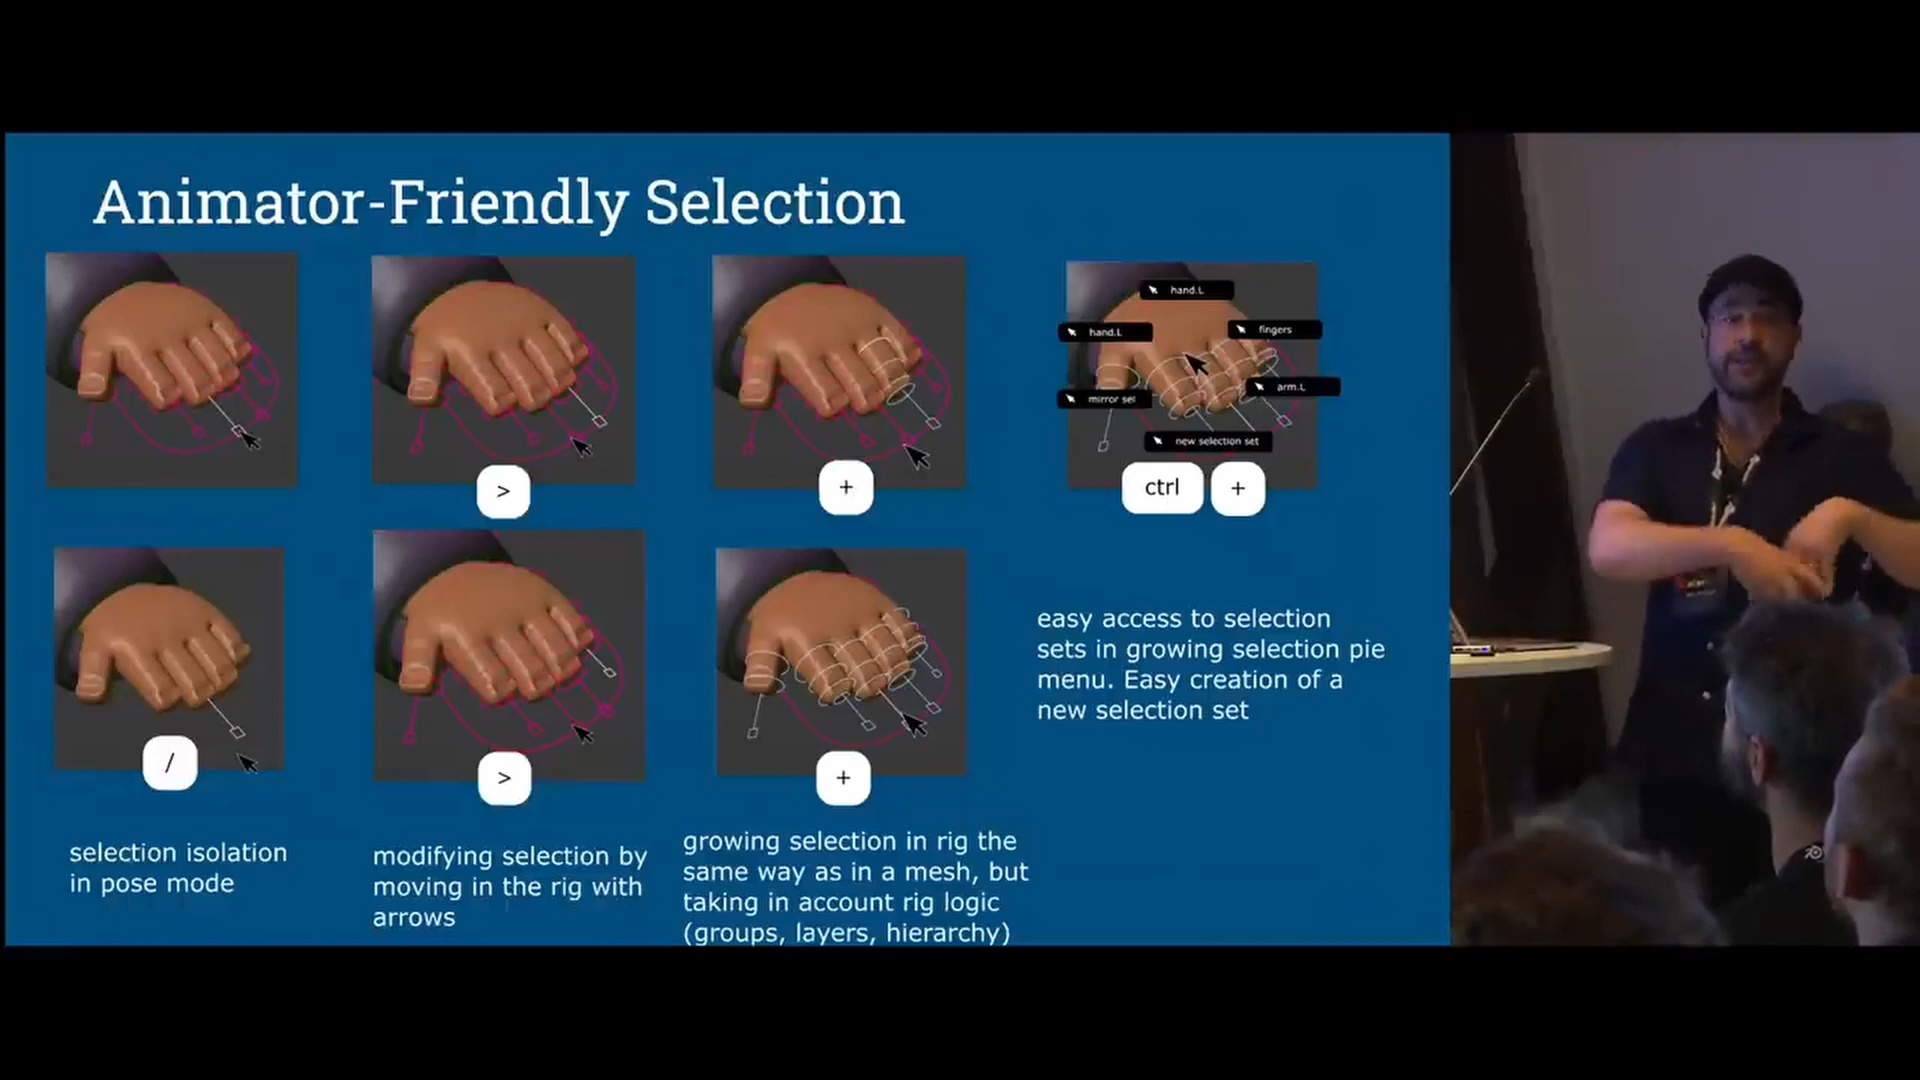 Animator-Friendly Selection
hand.L
hand.L
fingers
mirror sel
arm.L
new selection set
>
+
ctrl +
/
>
+
selection isolation
in pose mode
modifying selection by
moving in the rig with
arrows
growing selection in rig the
same way as in a mesh, but
taking in account rig logic
(groups, layers, hierarchy)
easy access to selection
sets in growing selection pie
menu. Easy creation of a
new selection set